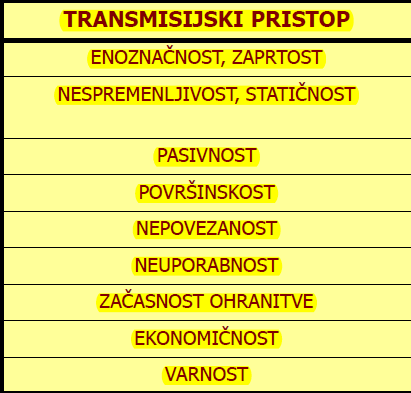 TRANSMISIJSKI PRISTOP
ENOZNAČNOST, ZAPRTOST
NESPREMENLJIVOST, STATIČNOST
PASIVNOST
POVRŠINSKOST
NEPOVEZANOST
NEUPORABNOST
ZAČASNOST OHRANITVE
EKONOMIČNOST
VARNOST